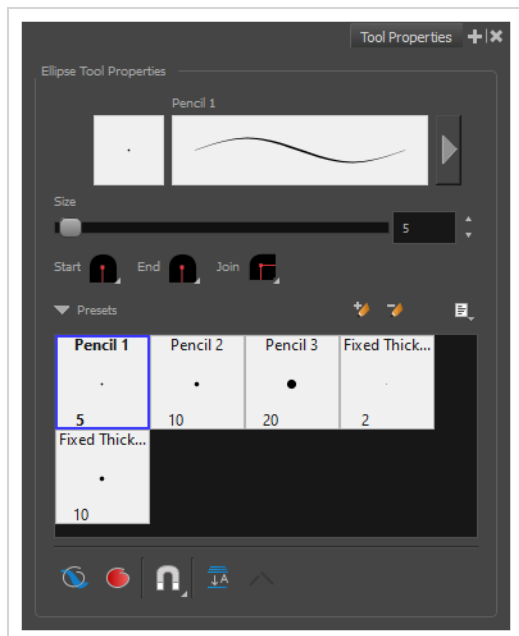 Tool Properties
Ellipse Tool Properties
Pencil 1
Size
5
Start End Join
Presets
Pencil 1 Pencil 2 Pencil 3 Fixed Thick...
5 10 20 2
Fixed Thick...
10
A